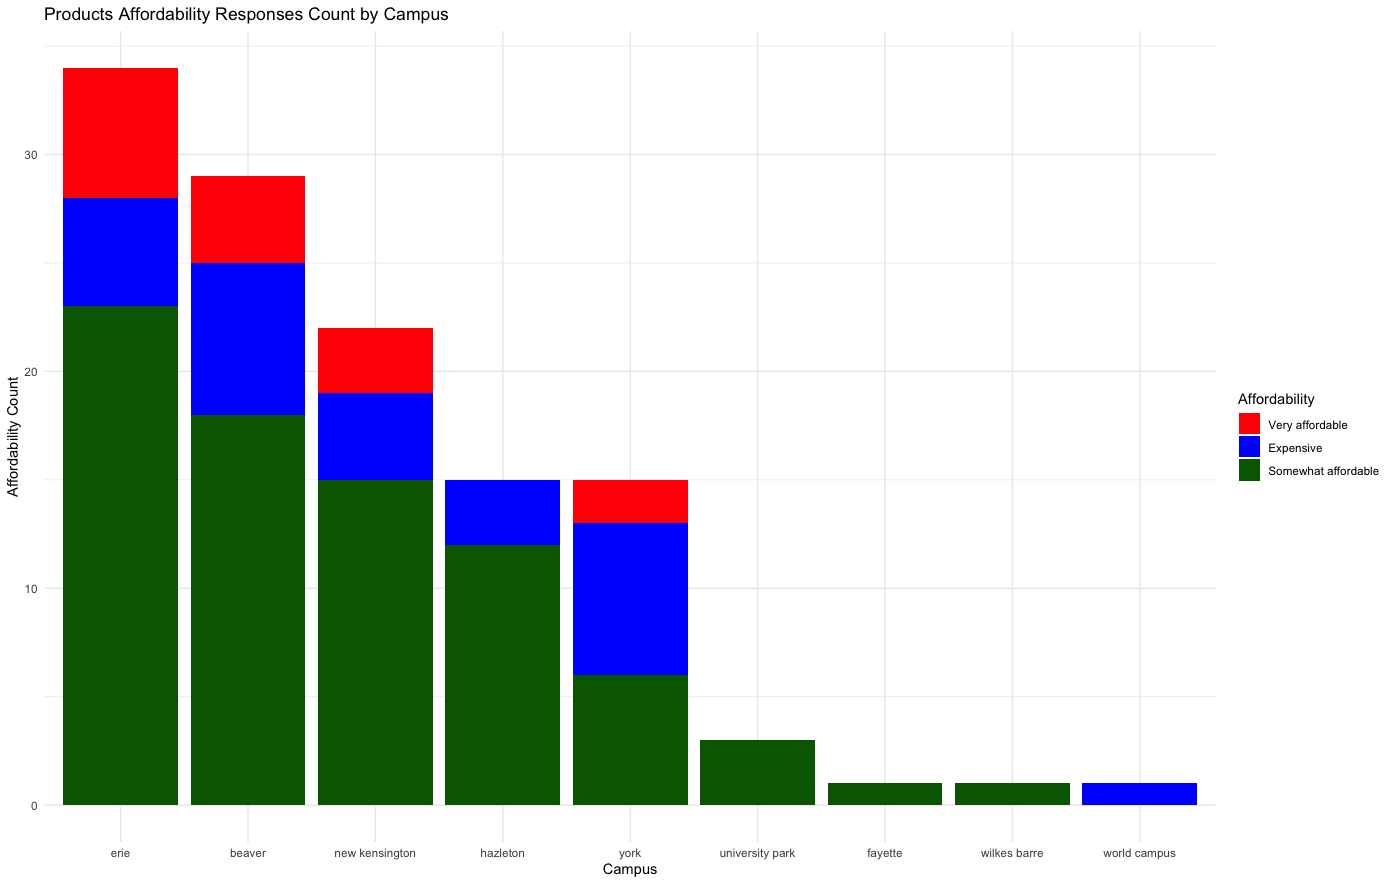 Products Affordability Responses Count by Campus
Affordability Count
30
20
10
0
erie
beaver
new kensington
hazleton
york
university park
fayette
wilkes barre
world campus
Campus
Affordability
Very affordable
Expensive
Somewhat affordable